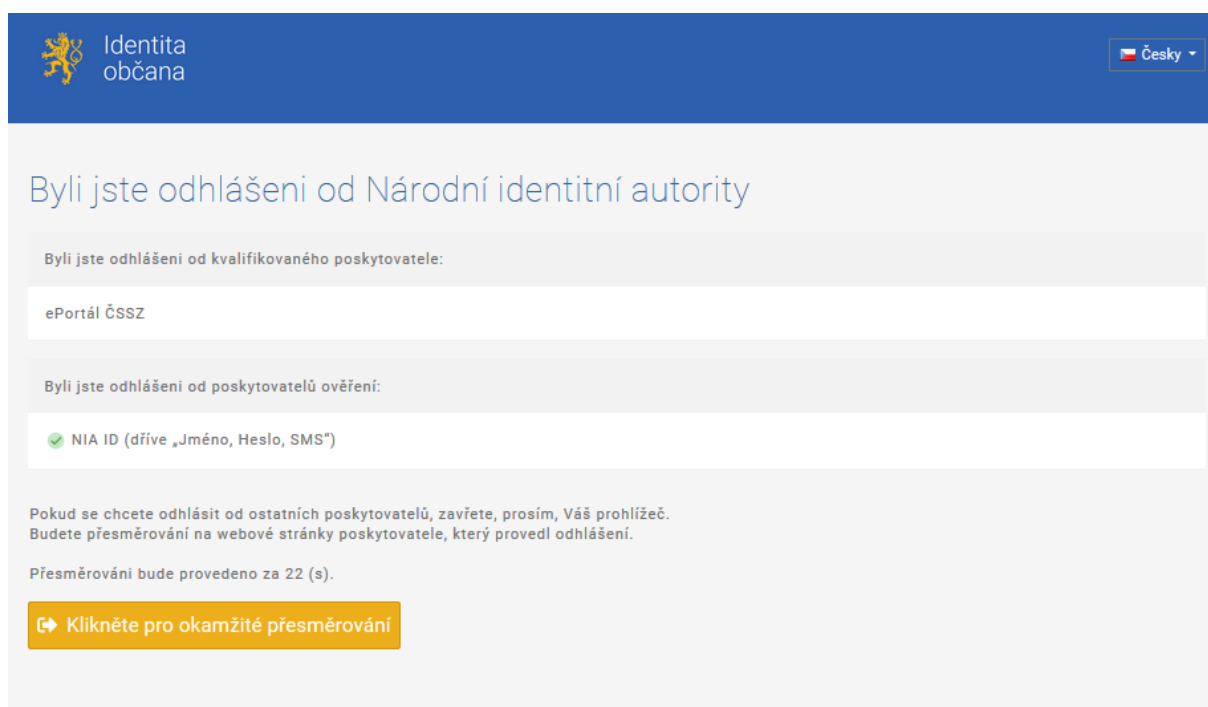 Identita
občana
Česky
Byli jste odhlášeni od Národní identitní autority
Byli jste odhlášeni od kvalifikovaného poskytovatele:
ePortál ČSSZ
Byli jste odhlášeni od poskytovatelů ověření:
NIA ID (dříve „Jméno, Heslo, SMS“)
Pokud se chcete odhlásit od ostatních poskytovatelů, zavřete, prosím, Váš prohlížeč.
Budete přesměrování na webové stránky poskytovatele, který provedl odhlášení.
Přesměrováni bude provedeno za 22 (s).
Klikněte pro okamžité přesměrování